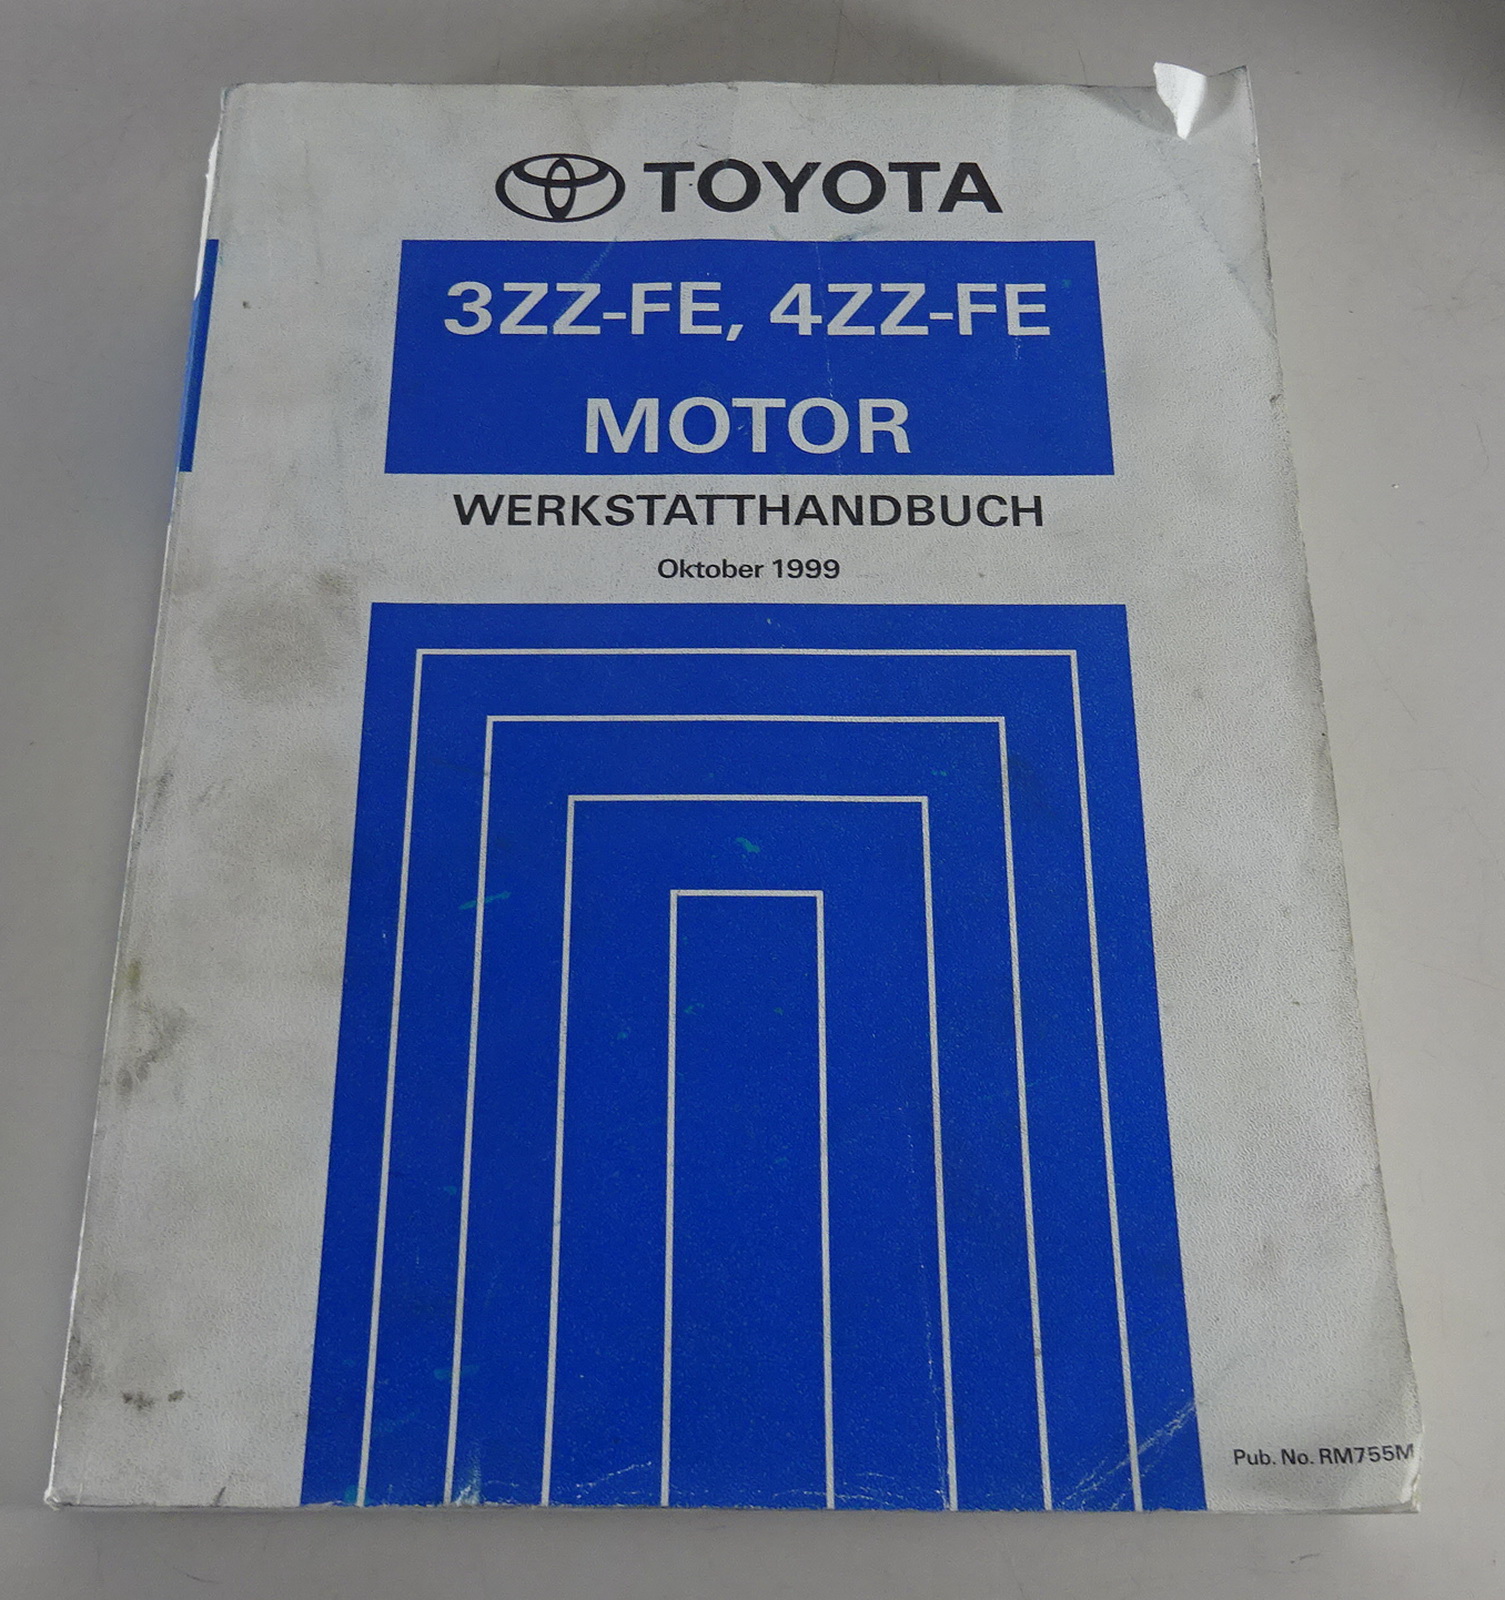 TOYOTA
3ZZ-FE, 4ZZ-FE
MOTOR
WERKSTATTHANDBUCH
Oktober 1999
Pub. No. RM755M